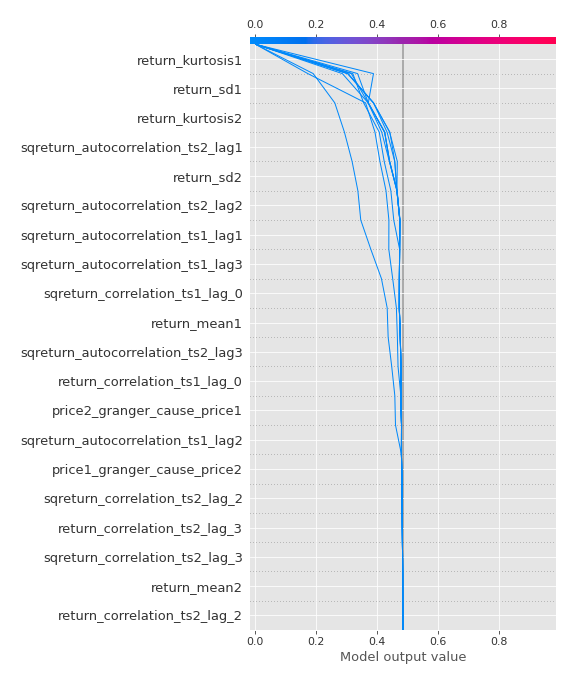 0.0 0.2 0.4 0.6 0.8
return_kurtosis1
return_sd1
return_kurtosis2
sqreturn_autocorrelation_ts2_lag1
return_sd2
sqreturn_autocorrelation_ts2_lag2
sqreturn_autocorrelation_ts1_lag1
sqreturn_autocorrelation_ts1_lag3
sqreturn_correlation_ts1_lag_0
return_mean1
sqreturn_autocorrelation_ts2_lag3
return_correlation_ts1_lag_0
price2_granger_cause_price1
sqreturn_autocorrelation_ts1_lag2
price1_granger_cause_price2
sqreturn_correlation_ts2_lag_2
return_correlation_ts2_lag_3
sqreturn_correlation_ts2_lag_3
return_mean2
return_correlation_ts2_lag_2
0.0 0.2 0.4 0.6 0.8
Model output value